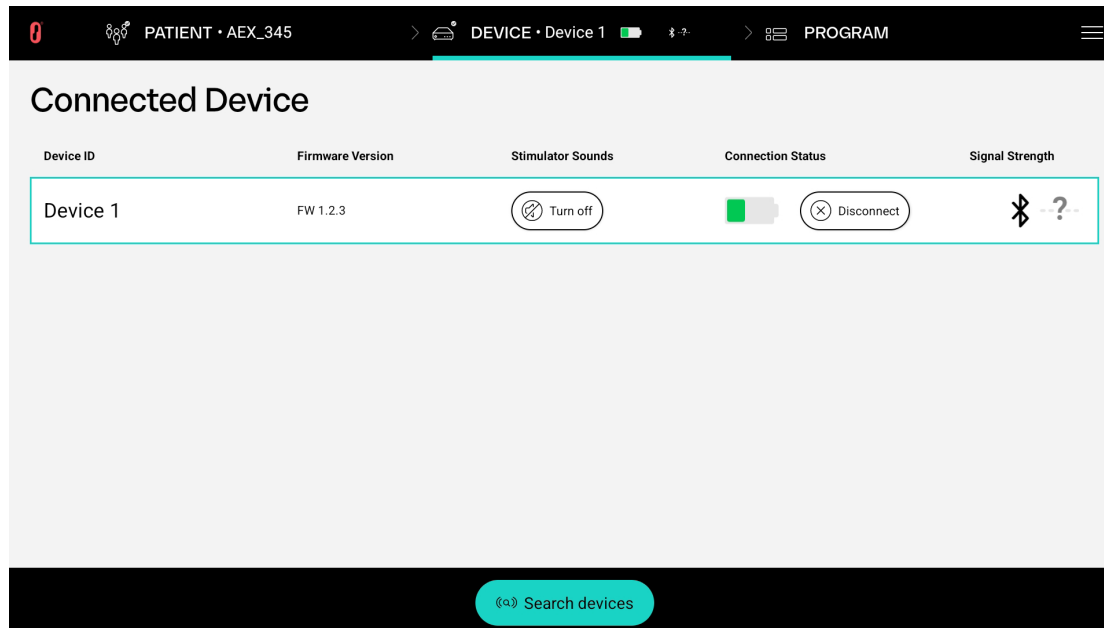 PATIENT • AEX_345 DEVICE • Device 1 -?- PROGRAM
Connected Device
Device ID Firmware Version Stimulator Sounds Connection Status Signal Strength
Device 1 FW 1.2.3 Turn off Disconnect --?--
Search devices